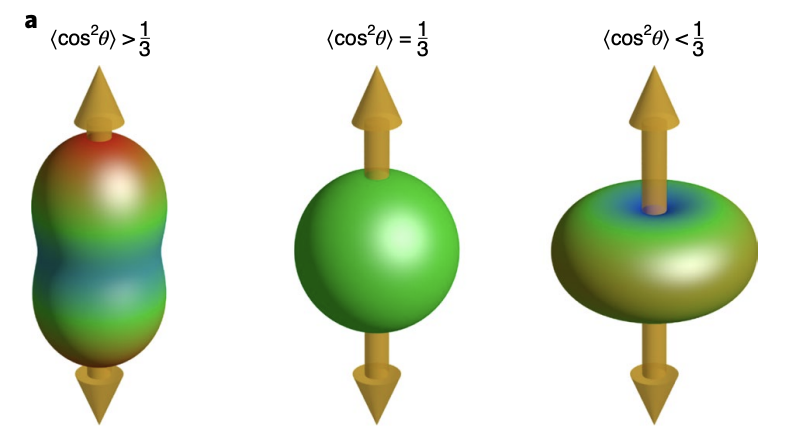 a
⟨cos²θ⟩ > 1/3
⟨cos²θ⟩ = 1/3
⟨cos²θ⟩ < 1/3